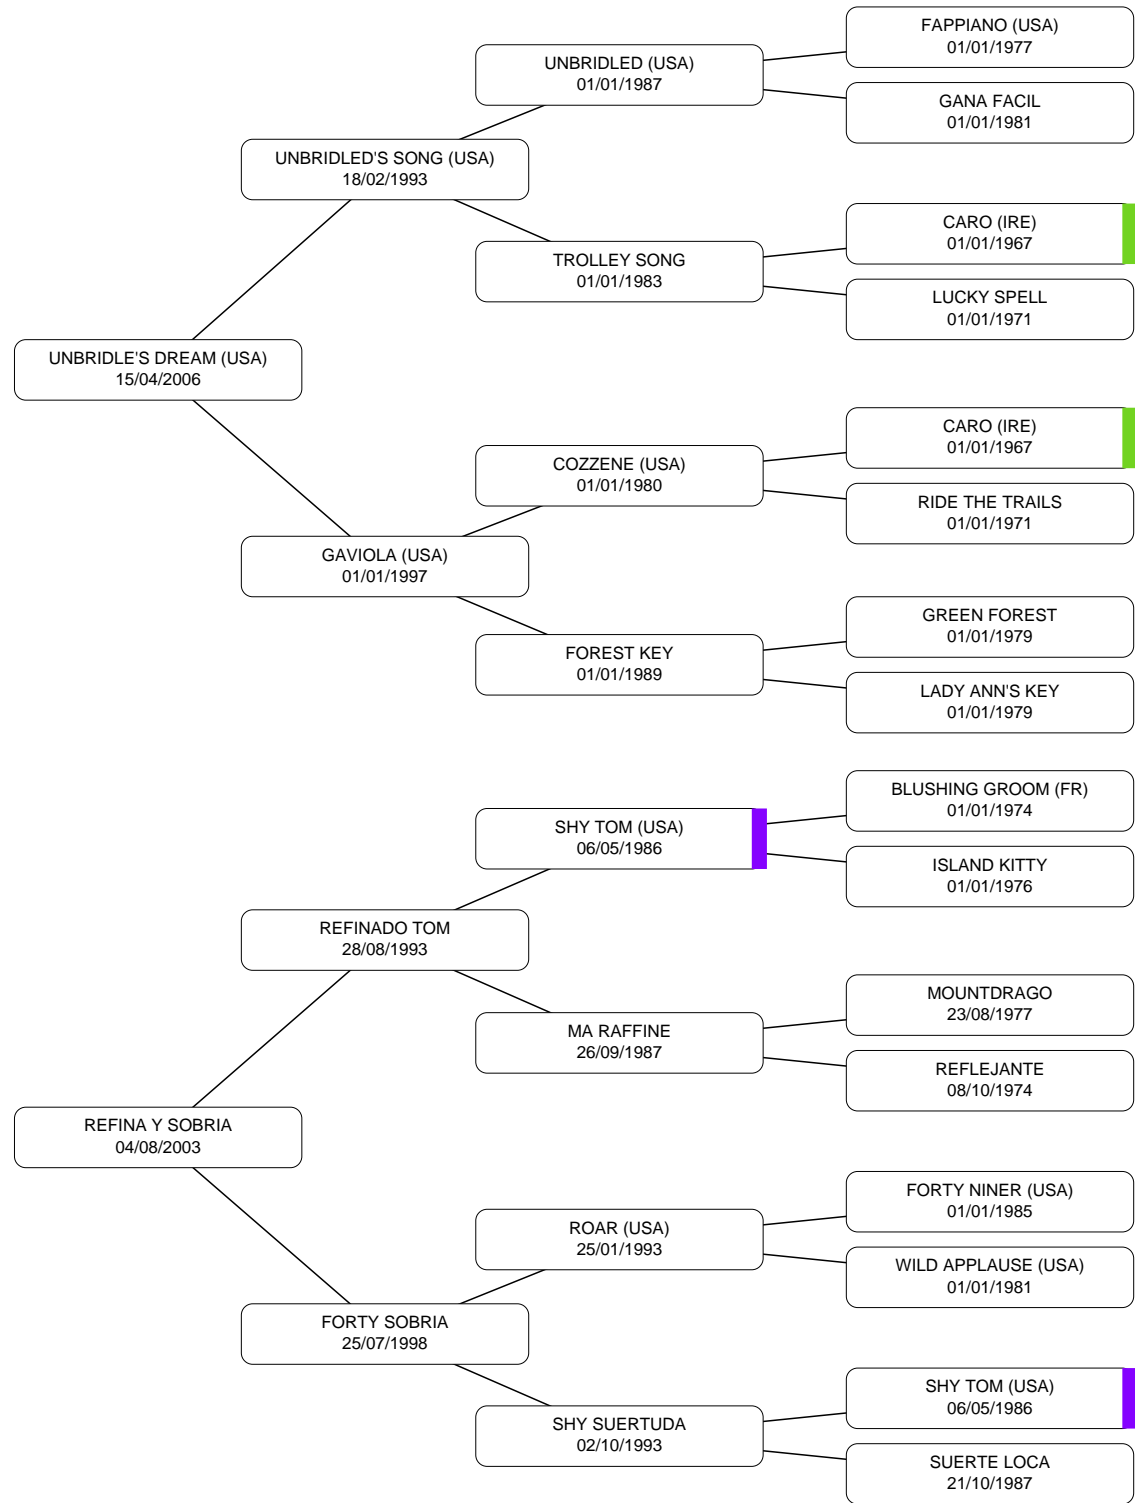 FAPPIANO (USA)
01/01/1977
UNBRIDLED (USA)
01/01/1987
GANA FACIL
01/01/1981
UNBRIDLED'S SONG (USA)
18/02/1993
CARO (IRE)
01/01/1967
TROLLEY SONG
01/01/1983
LUCKY SPELL
01/01/1971
UNBRIDLE'S DREAM (USA)
15/04/2006
CARO (IRE)
01/01/1967
COZZENE (USA)
01/01/1980
RIDE THE TRAILS
01/01/1971
GAVIOLA (USA)
01/01/1997
GREEN FOREST
01/01/1979
FOREST KEY
01/01/1989
LADY ANN'S KEY
01/01/1979
BLUSHING GROOM (FR)
01/01/1974
SHY TOM (USA)
06/05/1986
ISLAND KITTY
01/01/1976
REFINADO TOM
28/08/1993
MOUNTDRAGO
23/08/1977
MA RAFFINE
26/09/1987
REFLEJANTE
08/10/1974
REFINA Y SOBRIA
04/08/2003
FORTY NINER (USA)
01/01/1985
ROAR (USA)
25/01/1993
WILD APPLAUSE (USA)
01/01/1981
FORTY SOBRIA
25/07/1998
SHY TOM (USA)
06/05/1986
SHY SUERTUDA
02/10/1993
SUERTE LOCA
21/10/1987